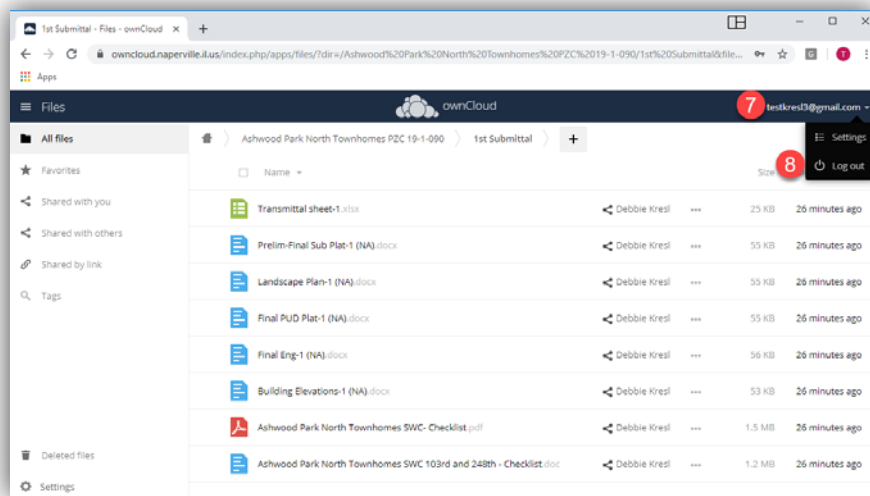 1st Submittal - Files - ownCloud
owncloud.naperville.il.us/index.php/apps/files/?dir=/Ashwood%20Park%20North%20Townhomes%20PZC%2019-1-090/1st%20Submittal&file...
G
T
Apps
Files
ownCloud
7 testkresl3@gmail.com
All files
Ashwood Park North Townhomes PZC 19-1-090
1st Submittal
+
Settings
8 Log out
Favorites
Name
Size
Shared with you
Transmittal sheet-1.xlsx Debbie Kresl ... 25 KB 26 minutes ago
Shared with others
Prelim-Final Sub Plat-1 (NA).docx Debbie Kresl ... 55 KB 26 minutes ago
Shared by link
Landscape Plan-1 (NA).docx Debbie Kresl ... 55 KB 26 minutes ago
Tags
Final PUD Plat-1 (NA).docx Debbie Kresl ... 55 KB 26 minutes ago
Final Eng-1 (NA).docx Debbie Kresl ... 56 KB 26 minutes ago
Building Elevations-1 (NA).docx Debbie Kresl ... 53 KB 26 minutes ago
Ashwood Park North Townhomes SWC- Checklist.pdf Debbie Kresl ... 1.5 MB 26 minutes ago
Deleted files
Ashwood Park North Townhomes SWC 103rd and 248th - Checklist.doc Debbie Kresl ... 1.2 MB 26 minutes ago
Settings